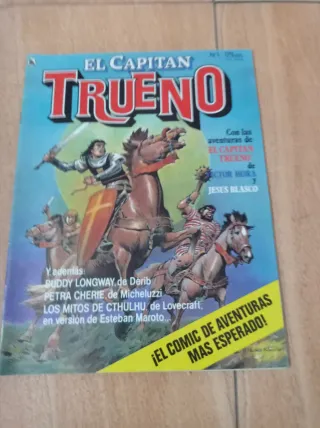 EL CAPITAN
TRUENO
Nº1
Con las
aventuras de
EL CAPITAN
TRUENO
de
Y
JESUS BLASCO
Y además:
BUDDY LONGWAY, de Derib
PETRA CHERIE, de Micheluzzi
LOS MITOS DE CTHULHU, de Lovecraft,
en versión de Esteban Maroto...
¡EL COMIC DE AVENTURAS
MAS ESPERADO!